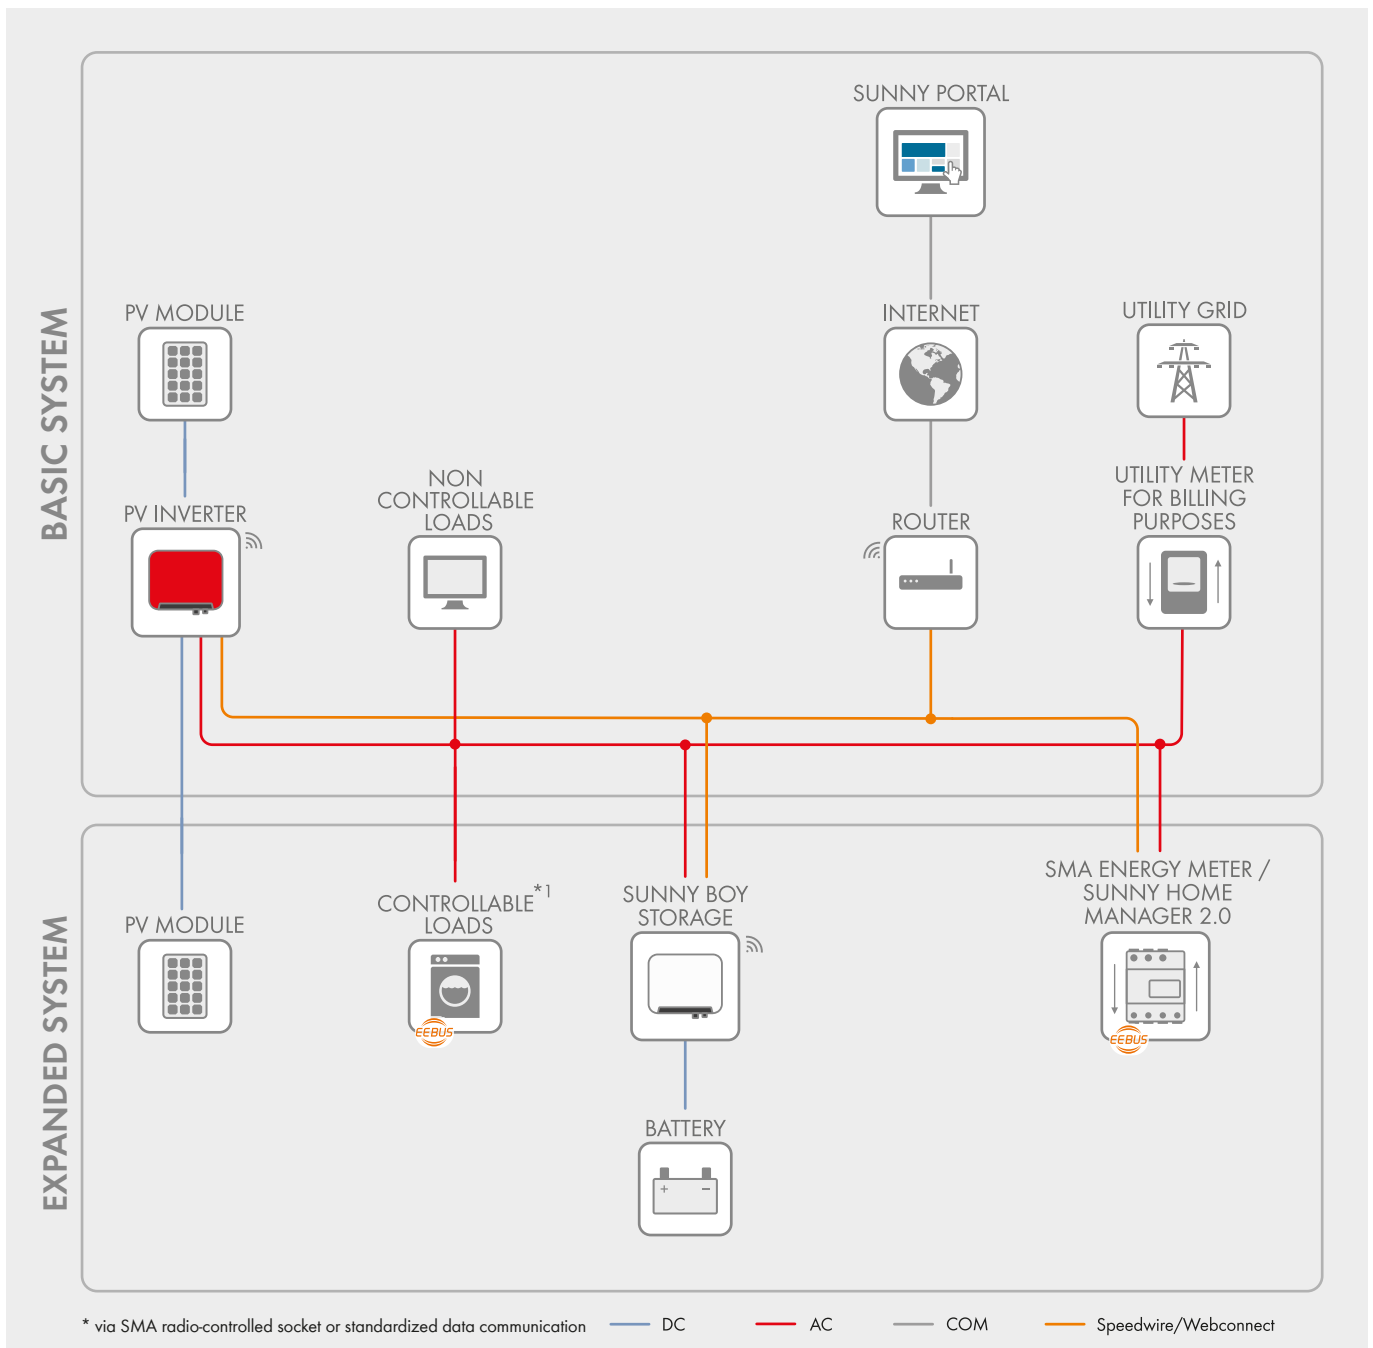 BASIC SYSTEM
SUNNY PORTAL
PV MODULE
INTERNET
UTILITY GRID
NON
CONTROLLABLE
LOADS
UTILITY METER
FOR BILLING
PURPOSES
PV INVERTER
ROUTER
EXPANDED SYSTEM
PV MODULE
CONTROLLABLE*1
LOADS
SUNNY BOY
STORAGE
SMA ENERGY METER /
SUNNY HOME
MANAGER 2.0
EEBUS
EEBUS
BATTERY
+ −
* via SMA radio-controlled socket or standardized data communication
DC
AC
COM
Speedwire/Webconnect